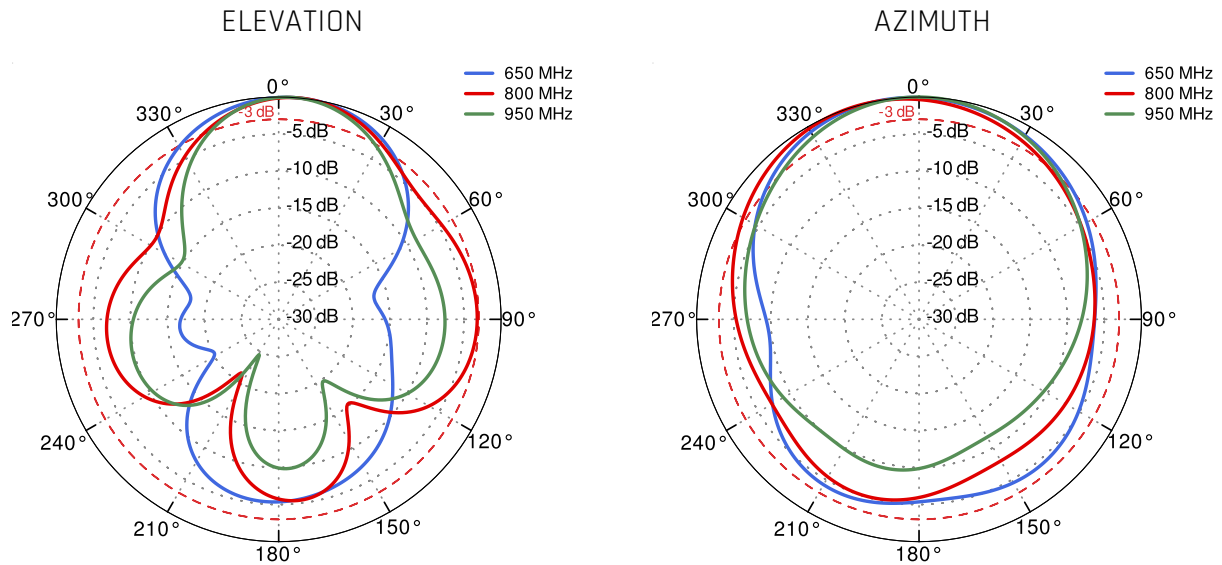 ELEVATION
650 MHz
800 MHz
950 MHz
0°
30°
60°
90°
120°
150°
180°
210°
240°
270°
300°
330°
-3 dB
-5 dB
-10 dB
-15 dB
-20 dB
-25 dB
-30 dB
AZIMUTH
650 MHz
800 MHz
950 MHz
0°
30°
60°
90°
120°
150°
180°
210°
240°
270°
300°
330°
-3 dB
-5 dB
-10 dB
-15 dB
-20 dB
-25 dB
-30 dB